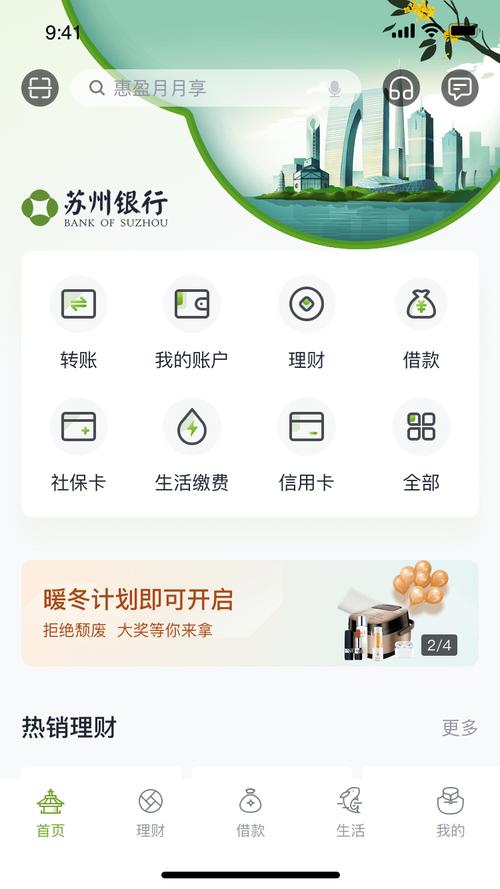 9:41
惠盈月月享
苏州银行
BANK OF SUZHOU
转账
我的账户
理财
借款
社保卡
生活缴费
信用卡
全部
暖冬计划即可开启
拒绝颓废 大奖等你来拿
2/4
热销理财
更多
首页
理财
借款
生活
我的